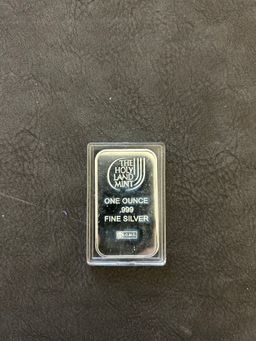 THE
HOLY
LAND
MINT
ONE OUNCE
.999
FINE SILVER